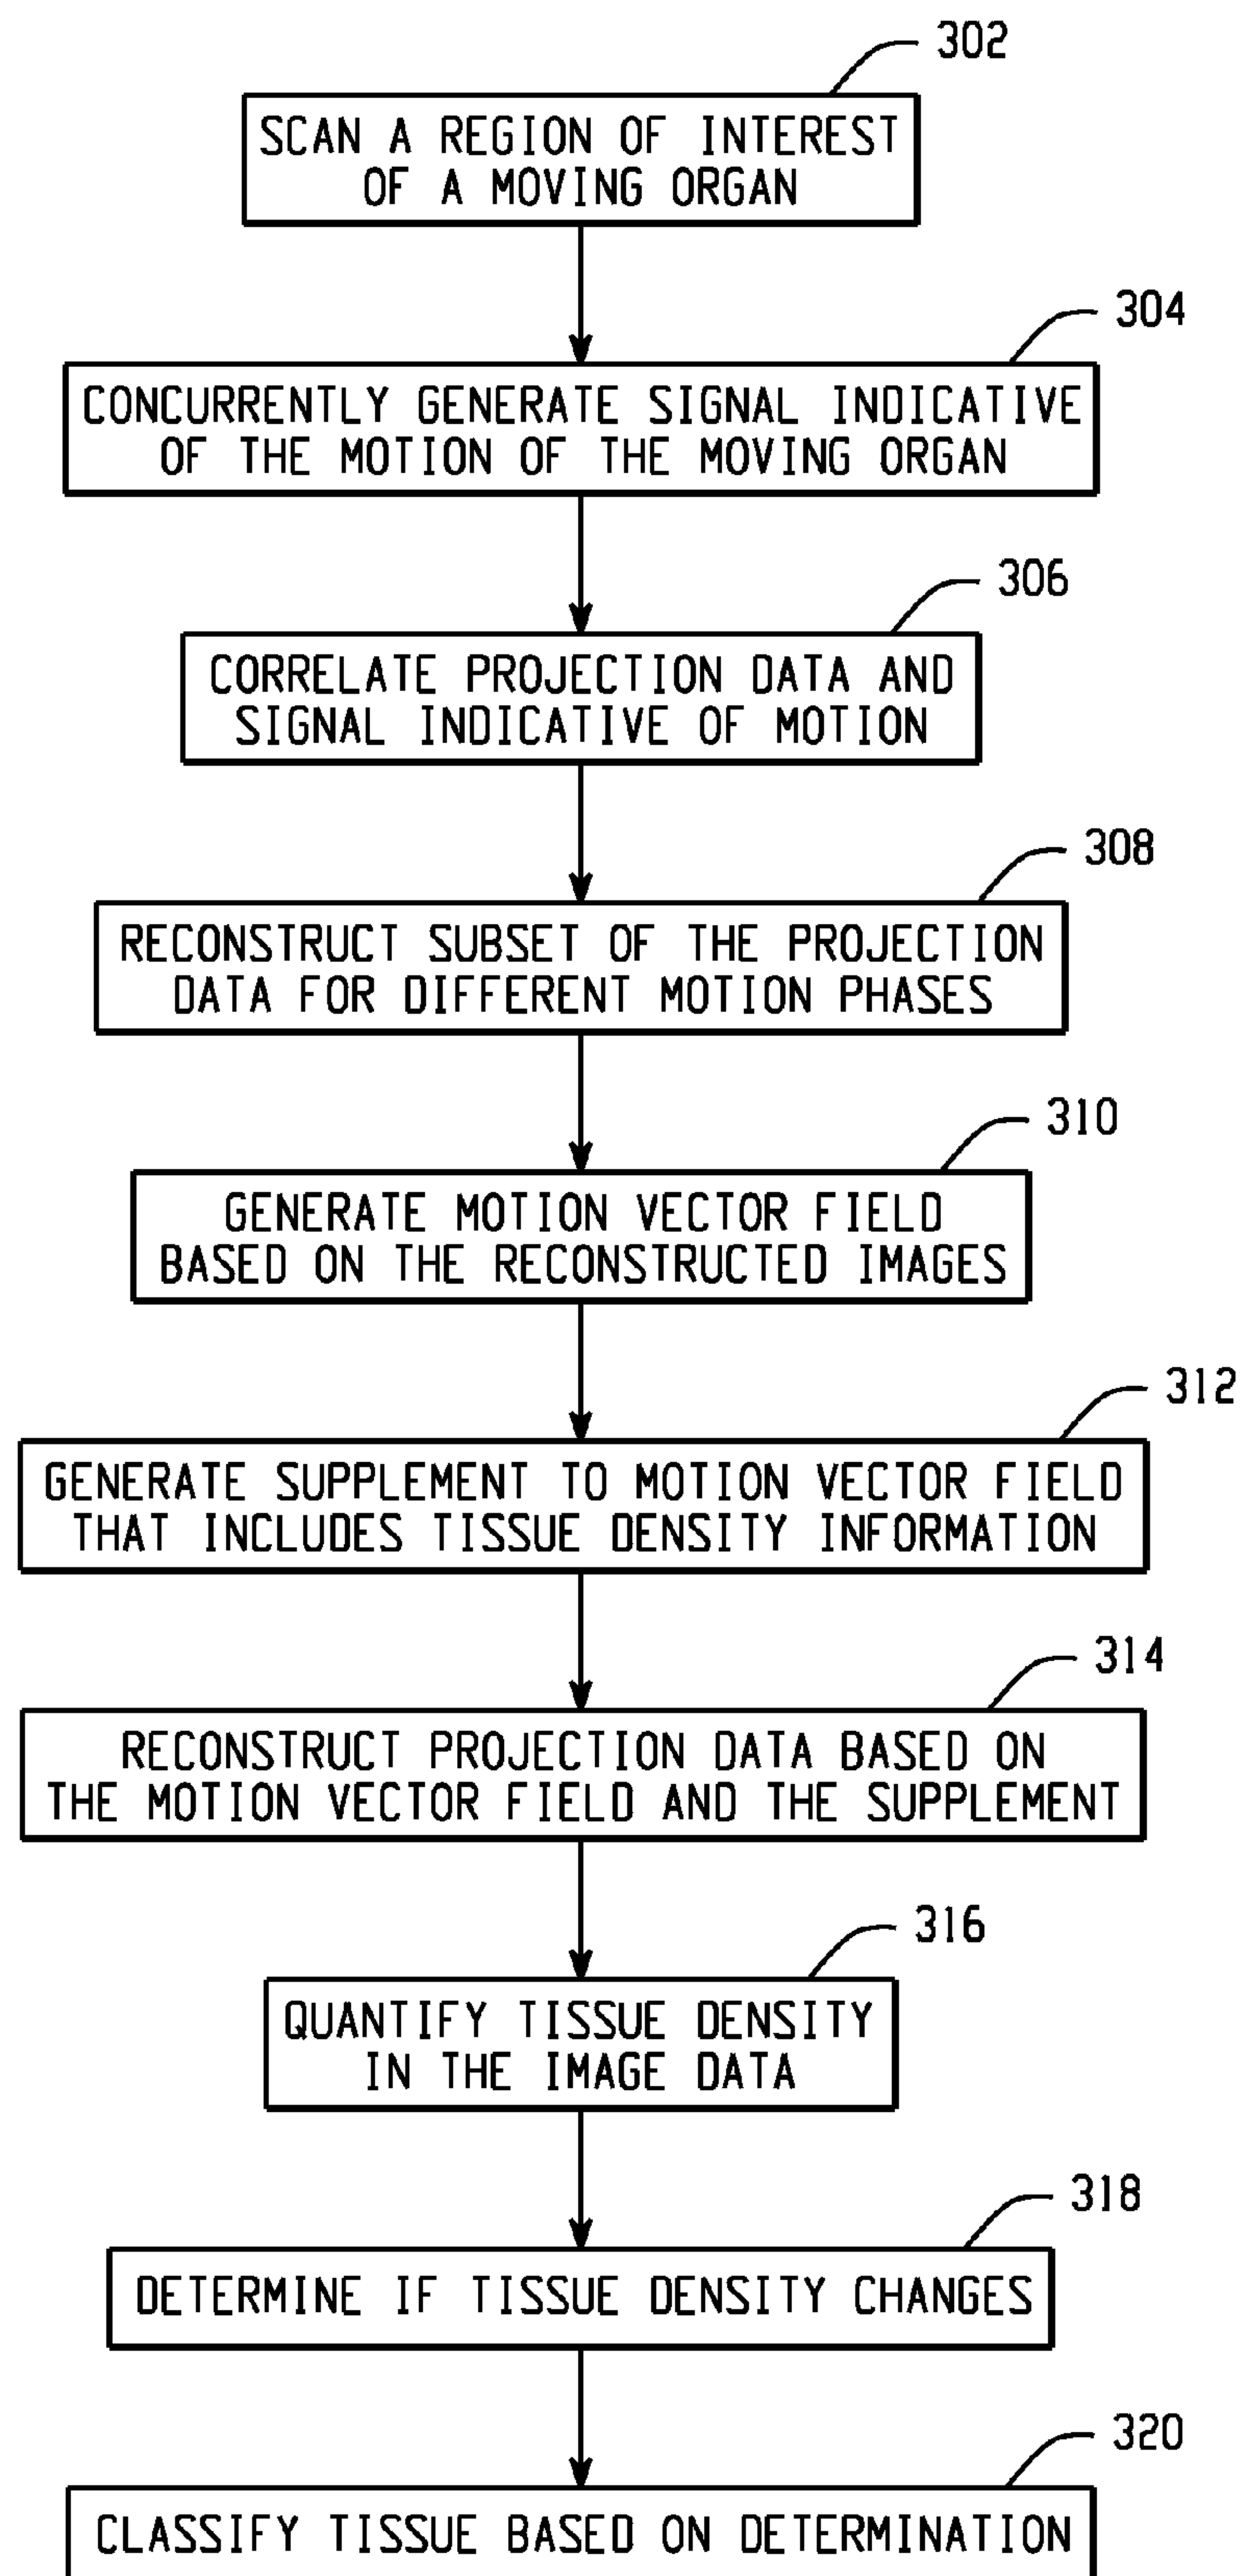 302
SCAN A REGION OF INTEREST
OF A MOVING ORGAN
304
CONCURRENTLY GENERATE SIGNAL INDICATIVE
OF THE MOTION OF THE MOVING ORGAN
306
CORRELATE PROJECTION DATA AND
SIGNAL INDICATIVE OF MOTION
308
RECONSTRUCT SUBSET OF THE PROJECTION
DATA FOR DIFFERENT MOTION PHASES
310
GENERATE MOTION VECTOR FIELD
BASED ON THE RECONSTRUCTED IMAGES
312
GENERATE SUPPLEMENT TO MOTION VECTOR FIELD
THAT INCLUDES TISSUE DENSITY INFORMATION
314
RECONSTRUCT PROJECTION DATA BASED ON
THE MOTION VECTOR FIELD AND THE SUPPLEMENT
316
QUANTIFY TISSUE DENSITY
IN THE IMAGE DATA
318
DETERMINE IF TISSUE DENSITY CHANGES
320
CLASSIFY TISSUE BASED ON DETERMINATION